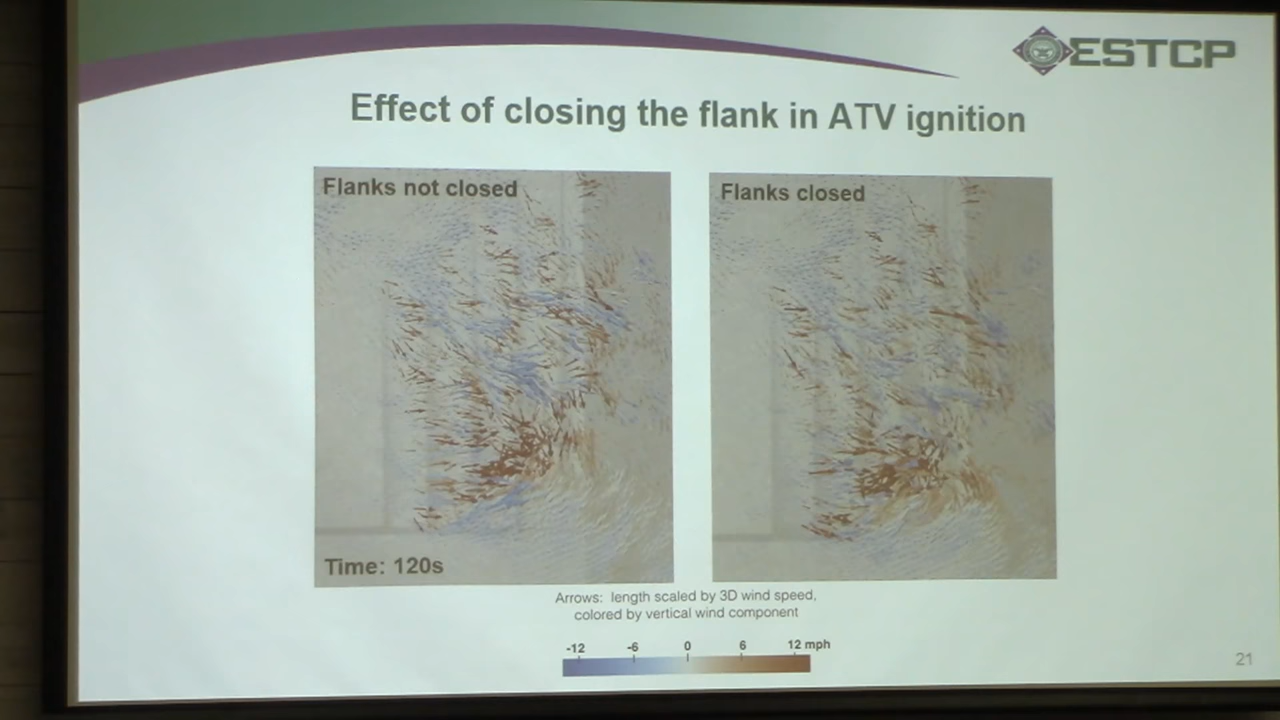 ESTCP
Effect of closing the flank in ATV ignition
Flanks not closed
Flanks closed
Time: 120s
Arrows: length scaled by 3D wind speed,
colored by vertical wind component
-12 -6 0 6 12 mph
21